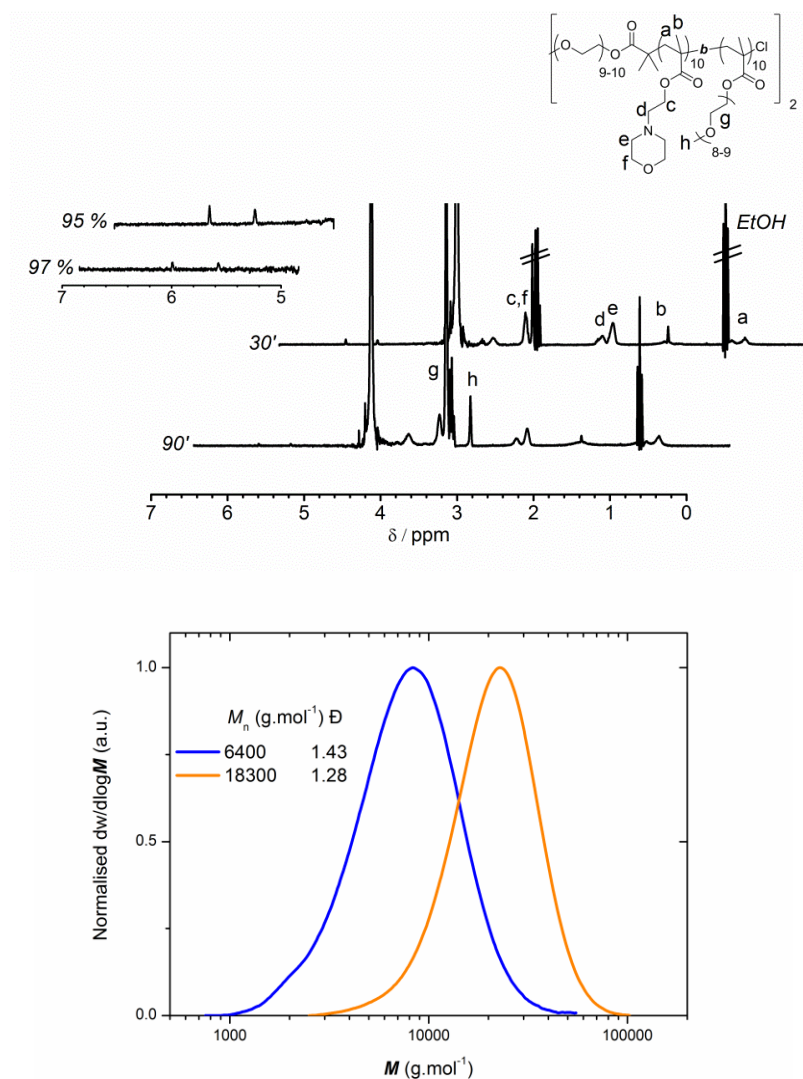 a b
O
O
O
9-10
10
b
10
Cl
O
O
O
O
2
d
c
g
e
N
O
h
8-9
f
O
95 %
EtOH
97 %
7 6 5
c,f
d
e
b
a
30'
g
h
90'
7 6 5 4 3 2 1 0
δ / ppm
1.0
Mn (g.mol-1) Đ
6400 1.43
18300 1.28
0.5
0.0
Normalised dw/dlogM (a.u.)
1000 10000 100000
M (g.mol-1)